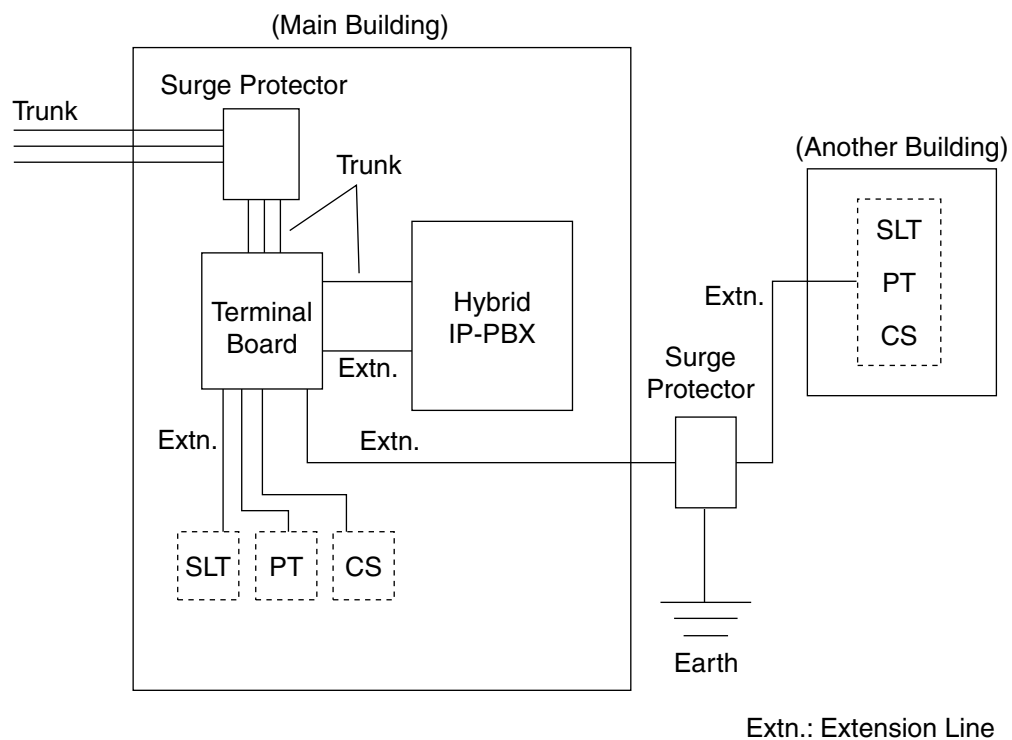 (Main Building)
Surge Protector
Trunk
Trunk
(Another Building)
SLT
PT
CS
Extn.
Terminal
Board
Hybrid
IP-PBX
Extn.
Surge
Protector
Extn.
Extn.
SLT
PT
CS
Earth
Extn.: Extension Line